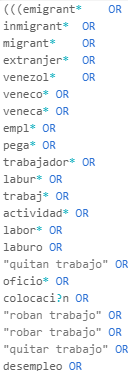 (((emigrant* OR
inmigrant* OR
migrant* OR
extranjer* OR
venezol* OR
veneco* OR
veneca* OR
empl* OR
pega* OR
trabajador* OR
labur* OR
trabaj* OR
actividad* OR
labor* OR
laburo OR
"quitan trabajo" OR
oficio* OR
colocaci?n OR
"roban trabajo" OR
"robar trabajo" OR
"quitar trabajo" OR
desempleo OR